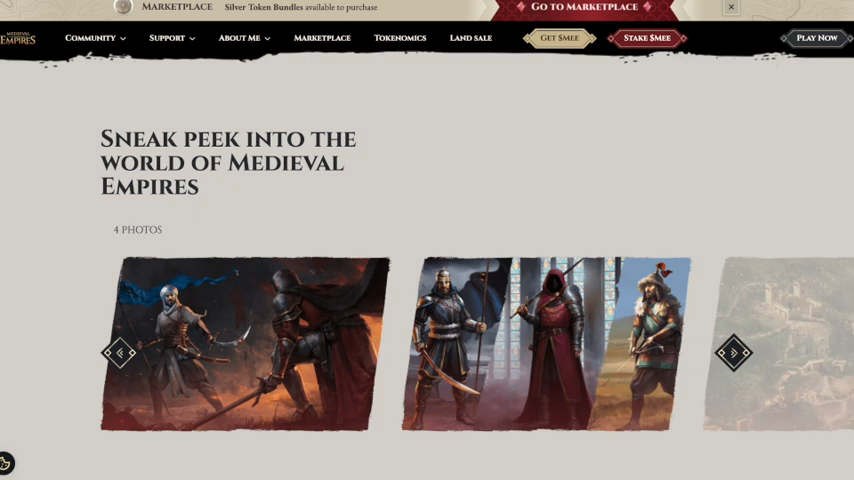 MARKETPLACE Silver Token Bundles available to purchase GO TO MARKETPLACE
MEDIEVAL
EMPIRES
COMMUNITY SUPPORT ABOUT ME MARKETPLACE TOKENOMICS LAND SALE GET $MEE STAKE $MEE PLAY NOW
SNEAK PEEK INTO THE
WORLD OF MEDIEVAL
EMPIRES
4 PHOTOS